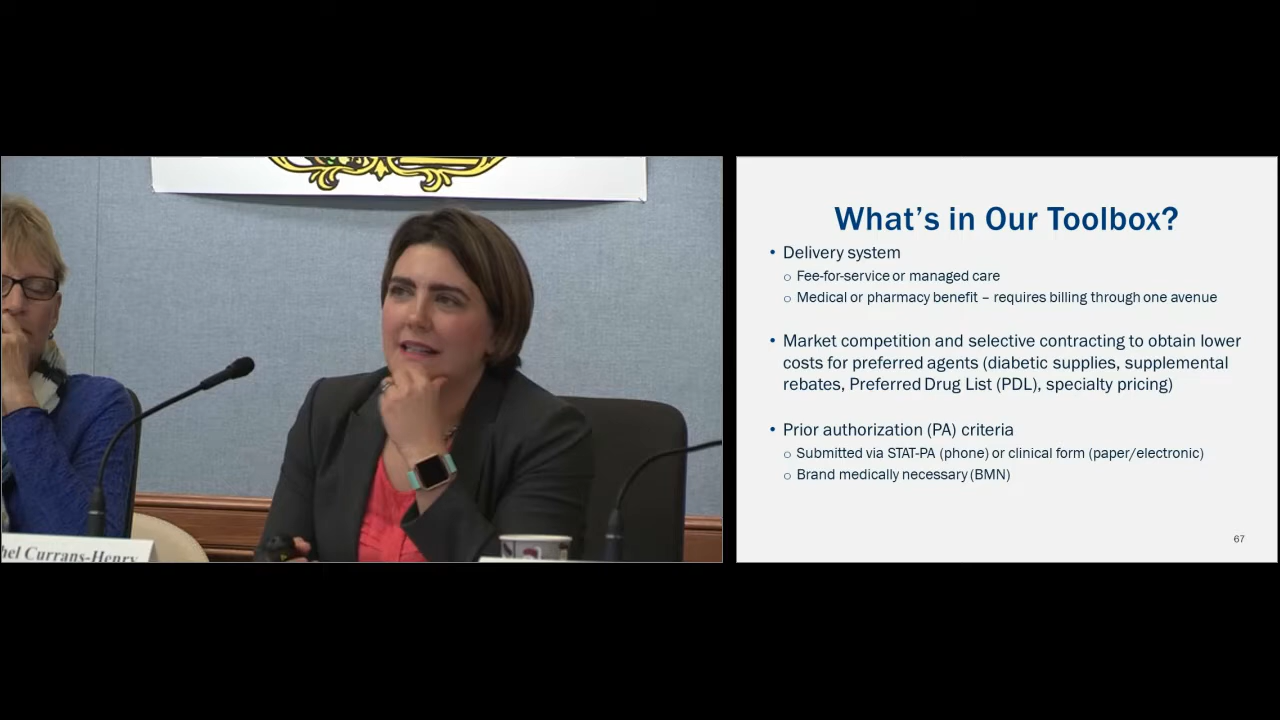 hel Currans-Henry
What's in Our Toolbox?
• Delivery system
o Fee-for-service or managed care
o Medical or pharmacy benefit – requires billing through one avenue
• Market competition and selective contracting to obtain lower
costs for preferred agents (diabetic supplies, supplemental
rebates, Preferred Drug List (PDL), specialty pricing)
• Prior authorization (PA) criteria
o Submitted via STAT-PA (phone) or clinical form (paper/electronic)
o Brand medically necessary (BMN)
67